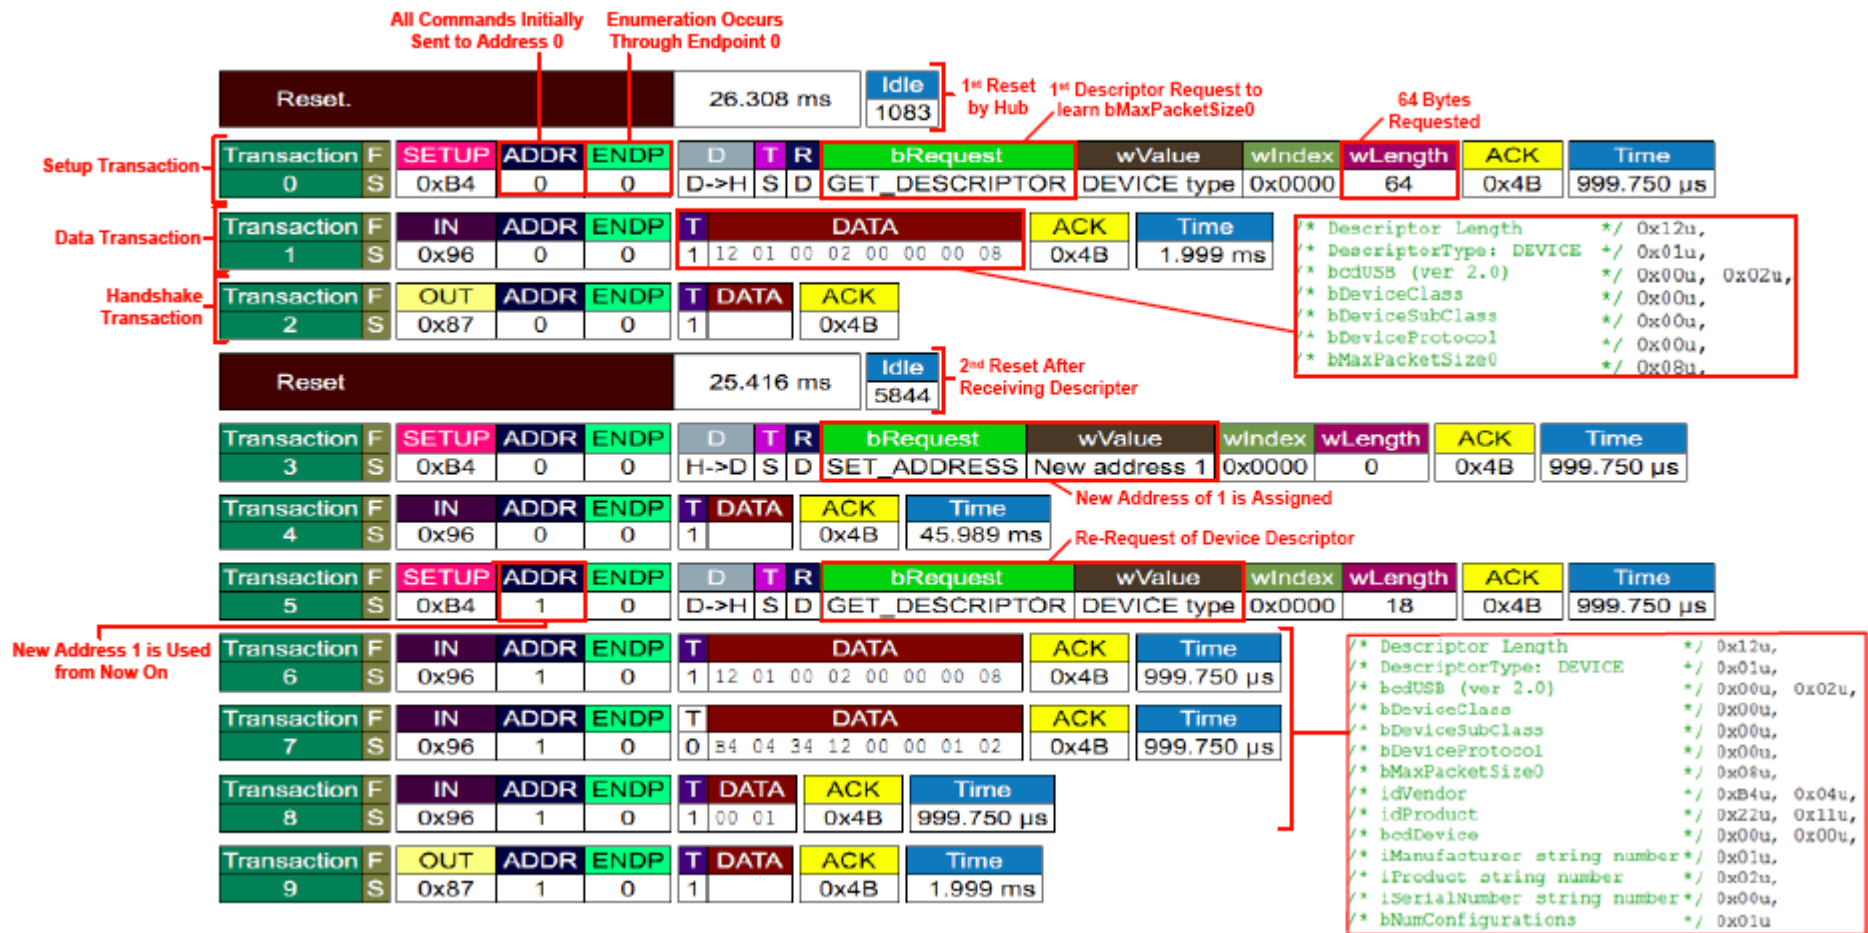 All Commands Initially
Sent to Address 0
Enumeration Occurs
Through Endpoint 0
Reset. 26.308 ms Idle 1083
1st Reset
by Hub
1st Descriptor Request to
learn bMaxPacketSize0
64 Bytes
Requested
Setup Transaction
Transaction F SETUP ADDR ENDP D T R bRequest wValue wIndex wLength ACK Time
0 S 0xB4 0 0 D->H S D GET_DESCRIPTOR DEVICE type 0x0000 64 0x4B 999.750 µs
Data Transaction
Transaction F IN ADDR ENDP T DATA ACK Time
1 S 0x96 0 0 1 12 01 00 02 00 00 00 08 0x4B 1.999 ms
Handshake
Transaction
Transaction F OUT ADDR ENDP T DATA ACK
2 S 0x87 0 0 1 0x4B
/* Descriptor Length */ 0x12u,
/* DescriptorType: DEVICE */ 0x01u,
/* bcdUSB (ver 2.0) */ 0x00u, 0x02u,
/* bDeviceClass */ 0x00u,
/* bDeviceSubClass */ 0x00u,
/* bDeviceProtocol */ 0x00u,
/* bMaxPacketSize0 */ 0x08u,
Reset 25.416 ms Idle 5844
2nd Reset After
Receiving Descripter
Transaction F SETUP ADDR ENDP D T R bRequest wValue wIndex wLength ACK Time
3 S 0xB4 0 0 H->D S D SET_ADDRESS New address 1 0x0000 0 0x4B 999.750 µs
New Address of 1 is Assigned
Transaction F IN ADDR ENDP T DATA ACK Time
4 S 0x96 0 0 1 0x4B 45.989 ms
Re-Request of Device Descriptor
Transaction F SETUP ADDR ENDP D T R bRequest wValue wIndex wLength ACK Time
5 S 0xB4 1 0 D->H S D GET_DESCRIPTOR DEVICE type 0x0000 18 0x4B 999.750 µs
New Address 1 is Used
from Now On
Transaction F IN ADDR ENDP T DATA ACK Time
6 S 0x96 1 0 1 12 01 00 02 00 00 00 08 0x4B 999.750 µs
Transaction F IN ADDR ENDP T DATA ACK Time
7 S 0x96 1 0 0 B4 04 34 12 00 00 01 02 0x4B 999.750 µs
Transaction F IN ADDR ENDP T DATA ACK Time
8 S 0x96 1 0 1 00 01 0x4B 999.750 µs
Transaction F OUT ADDR ENDP T DATA ACK Time
9 S 0x87 1 0 1 0x4B 1.999 ms
/* Descriptor Length */ 0x12u,
/* DescriptorType: DEVICE */ 0x01u,
/* bcdUSB (ver 2.0) */ 0x00u, 0x02u,
/* bDeviceClass */ 0x00u,
/* bDeviceSubClass */ 0x00u,
/* bDeviceProtocol */ 0x00u,
/* bMaxPacketSize0 */ 0x08u,
/* idVendor */ 0xB4u, 0x04u,
/* idProduct */ 0x22u, 0x11u,
/* bcdDevice */ 0x00u, 0x00u,
/* iManufacturer string number*/ 0x01u,
/* iProduct string number */ 0x02u,
/* iSerialNumber string number*/ 0x00u,
/* bNumConfigurations */ 0x01u